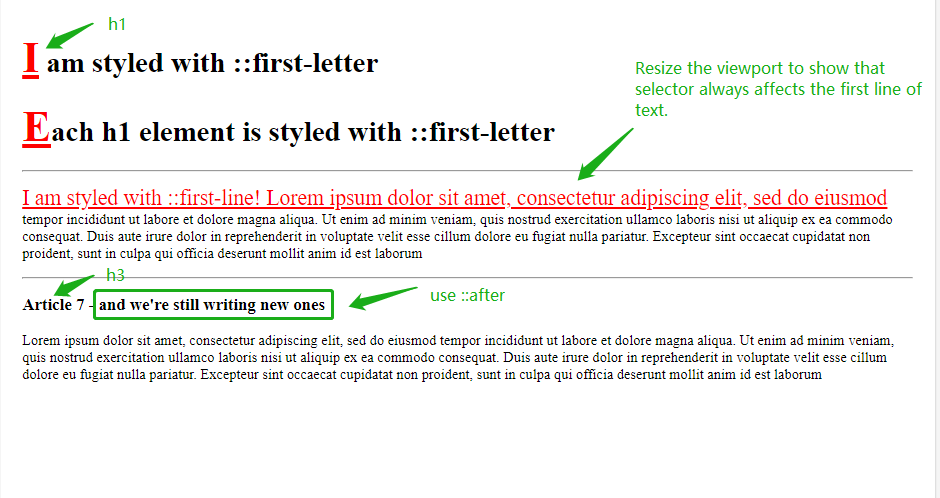 h1
I am styled with ::first-letter
Resize the viewport to show that
selector always affects the first line of
text.
Each h1 element is styled with ::first-letter
I am styled with ::first-line! Lorem ipsum dolor sit amet, consectetur adipiscing elit, sed do eiusmod
tempor incididunt ut labore et dolore magna aliqua. Ut enim ad minim veniam, quis nostrud exercitation ullamco laboris nisi ut aliquip ex ea commodo
consequat. Duis aute irure dolor in reprehenderit in voluptate velit esse cillum dolore eu fugiat nulla pariatur. Excepteur sint occaecat cupidatat non
proident, sunt in culpa qui officia deserunt mollit anim id est laborum
h3
Article 7 - and we're still writing new ones
use ::after
Lorem ipsum dolor sit amet, consectetur adipiscing elit, sed do eiusmod tempor incididunt ut labore et dolore magna aliqua. Ut enim ad minim veniam,
quis nostrud exercitation ullamco laboris nisi ut aliquip ex ea commodo consequat. Duis aute irure dolor in reprehenderit in voluptate velit esse cillum
dolore eu fugiat nulla pariatur. Excepteur sint occaecat cupidatat non proident, sunt in culpa qui officia deserunt mollit anim id est laborum